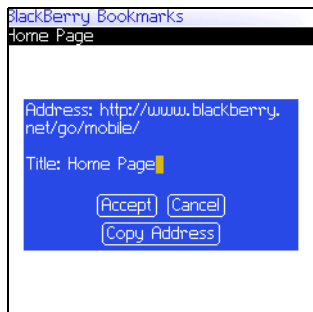 BlackBerry Bookmarks
Home Page
Address: http://www.blackberry.
net/go/mobile/
Title: Home Page
Accept Cancel
Copy Address